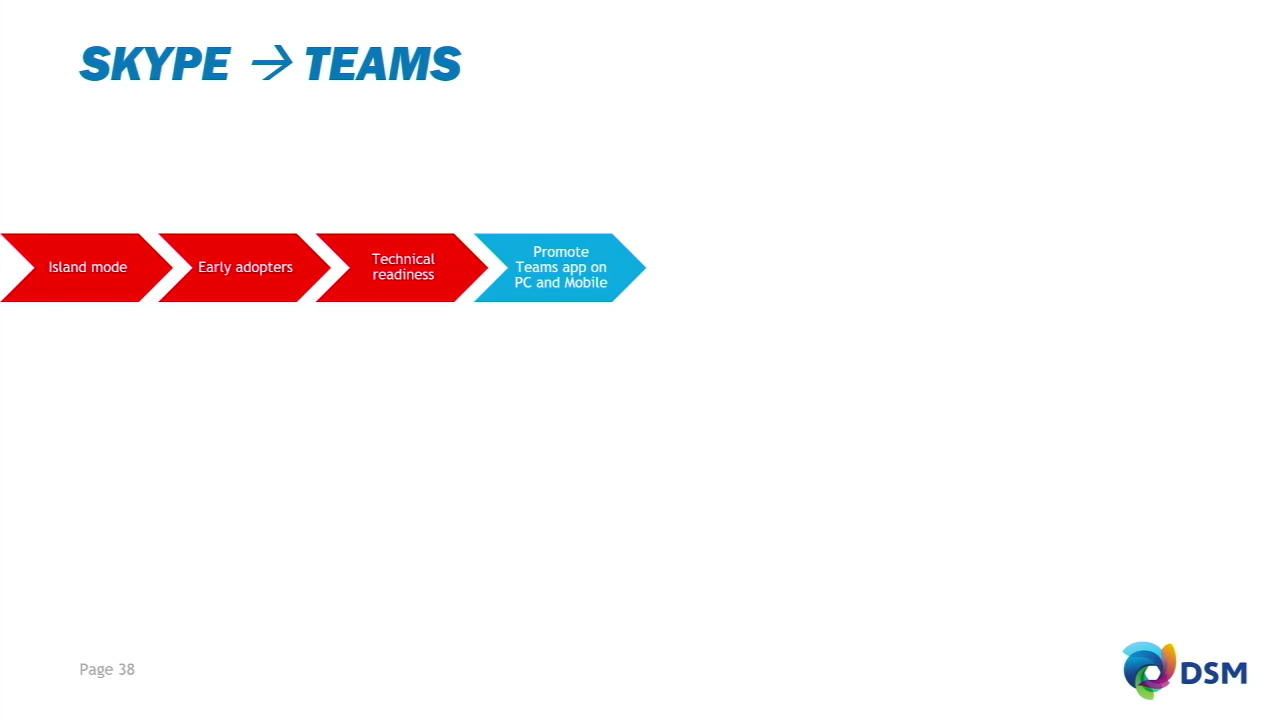 SKYPE → TEAMS
Island mode
Early adopters
Technical
readiness
Promote
Teams app on
PC and Mobile
Page 38
DSM